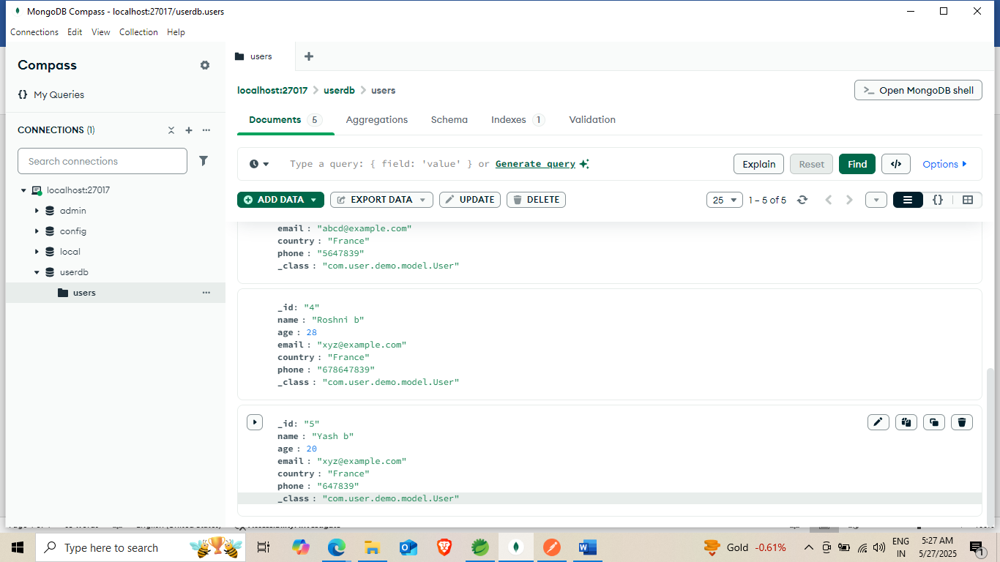 MongoDB Compass - localhost:27017/userdb.users
Connections Edit View Collection Help
Compass
{} My Queries
CONNECTIONS (1)
Search connections
localhost:27017
admin
config
local
userdb
users
users
localhost:27017 > userdb > users
>_ Open MongoDB shell
Documents 5 Aggregations Schema Indexes 1 Validation
Type a query: { field: 'value' } or Generate query
Explain Reset Find </> Options
ADD DATA EXPORT DATA UPDATE DELETE
25 1 – 5 of 5 {}
email : "abcd@example.com"
country : "France"
phone : "5647839"
_class : "com.user.demo.model.User"
_id: "4"
name : "Roshni b"
age : 28
email : "xyz@example.com"
country : "France"
phone : "678647839"
_class : "com.user.demo.model.User"
_id: "5"
name : "Yash b"
age : 20
email : "xyz@example.com"
country : "France"
phone : "647839"
_class : "com.user.demo.model.User"
Type here to search
Gold -0.61%
ENG
IN
5:27 AM
5/27/2025
1